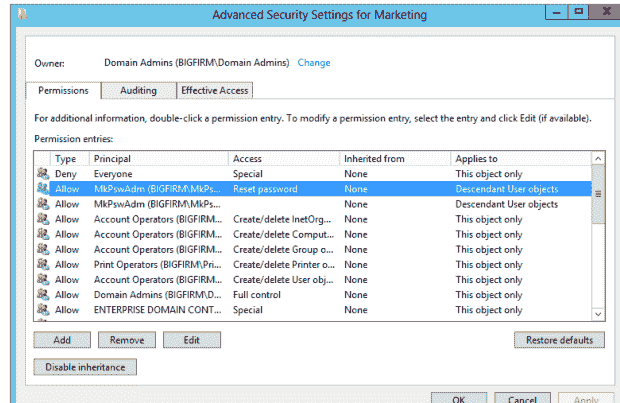 Advanced Security Settings for Marketing
Owner: Domain Admins (BIGFIRM\Domain Admins) Change
Permissions Auditing Effective Access
For additional information, double-click a permission entry. To modify a permission entry, select the entry and click Edit (if available).
Permission entries:
Type Principal Access Inherited from Applies to
Deny Everyone Special None This object only
Allow MkPswAdm (BIGFIRM\MkPs... Reset password None Descendant User objects
Allow MkPswAdm (BIGFIRM\MkPs... None Descendant User objects
Allow Account Operators (BIGFIRM... Create/delete InetOrg... None This object only
Allow Account Operators (BIGFIRM... Create/delete Comput... None This object only
Allow Account Operators (BIGFIRM... Create/delete Group o... None This object only
Allow Print Operators (BIGFIRM\Pri... Create/delete Printer o... None This object only
Allow Account Operators (BIGFIRM... Create/delete User obj... None This object only
Allow Domain Admins (BIGFIRM\D... Full control None This object only
Allow ENTERPRISE DOMAIN CONT... Special None This object only
Add Remove Edit Restore defaults
Disable inheritance
OK Cancel Apply